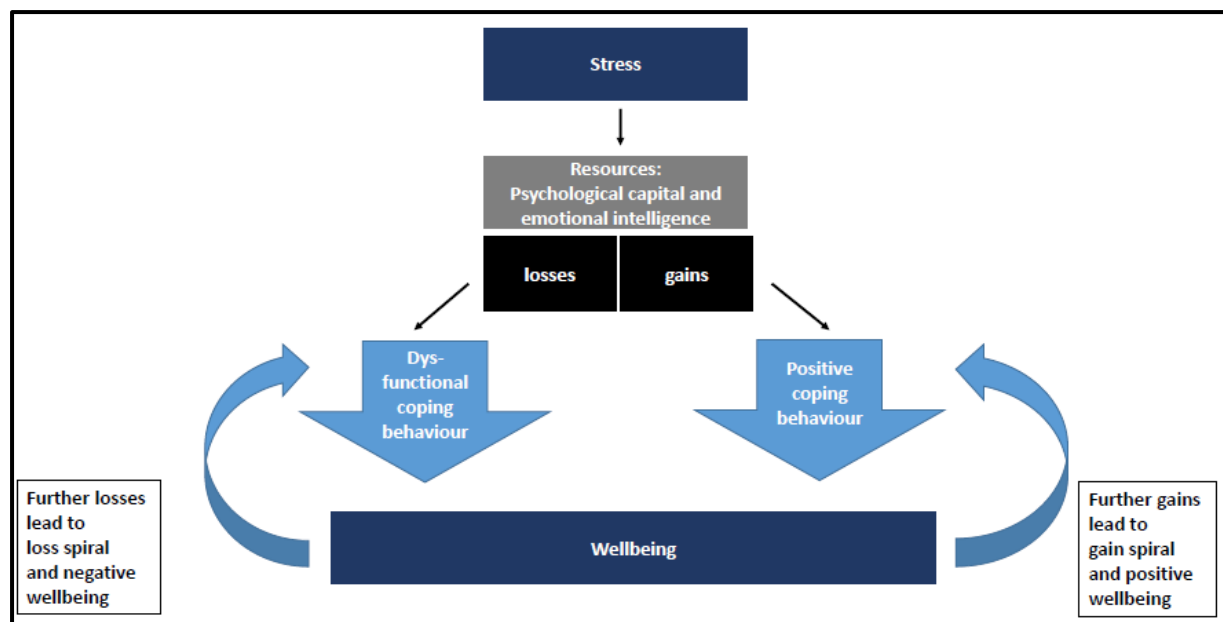 Stress
Resources:
Psychological capital and
emotional intelligence
losses
gains
Dys-
functional
coping
behaviour
Positive
coping
behaviour
Further losses
lead to
loss spiral
and negative
wellbeing
Wellbeing
Further gains
lead to
gain spiral
and positive
wellbeing